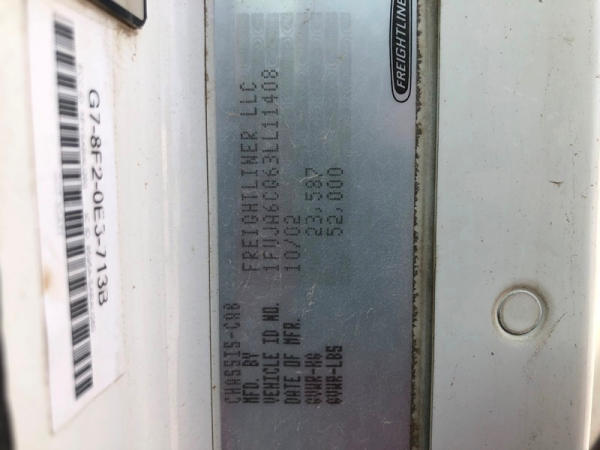 G7-8F2-0E3-713B
CHASSIS-CAB
MFD. BY FREIGHTLINER LLC
VEHICLE ID NO. 1FVJA6CG63LL11408
DATE OF MFR. 10/02
GVWR-KG 23,587
GVWR-LBS 52,000
FREIGHTLINER